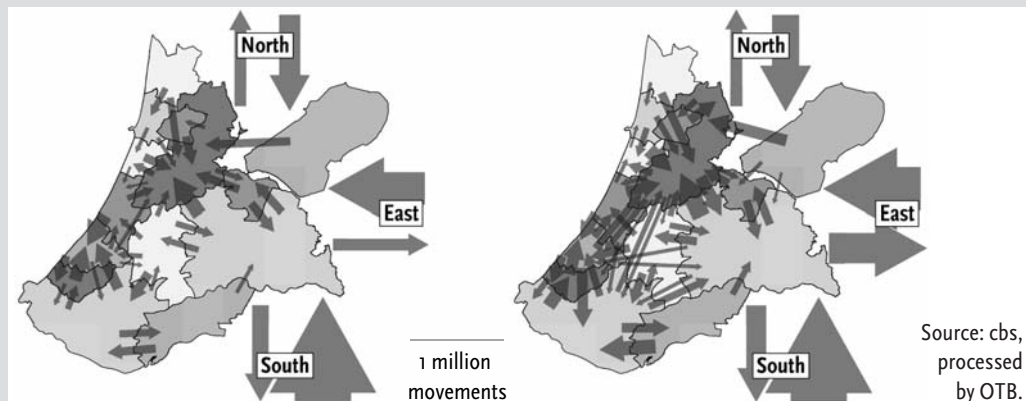 North
East
South
1 million
movements
North
East
South
Source: cbs,
processed
by OTB.